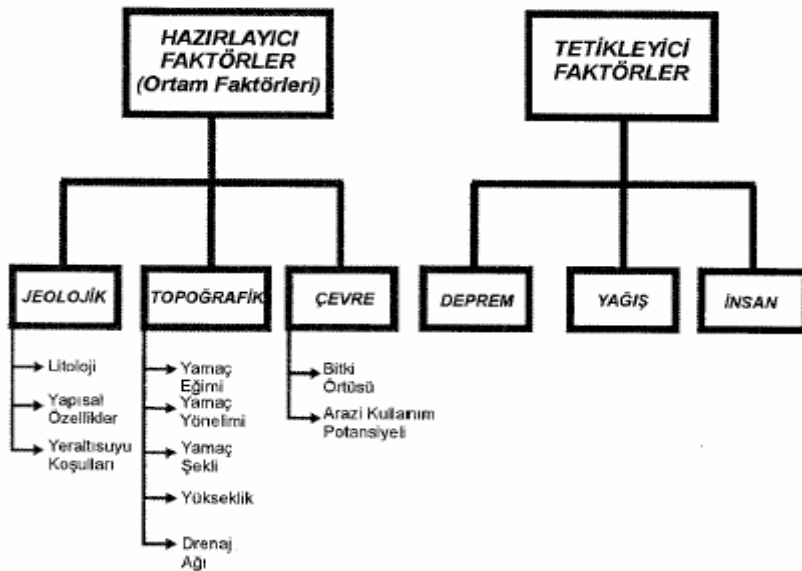 HAZIRLAYICI
FAKTÖRLER
(Ortam Faktörleri)
TETİKLEYİCİ
FAKTÖRLER
JEOLOJİK
TOPOĞRAFİK
ÇEVRE
DEPREM
YAĞIŞ
İNSAN
Litoloji
Yapısal
Özellikler
Yeraltısuyu
Koşulları
Yamaç
Eğimi
Yamaç
Yönelimi
Yamaç
Şekli
Yükseklik
Drenaj
Ağı
Bitki
Örtüsü
Arazi Kullanım
Potansiyeli